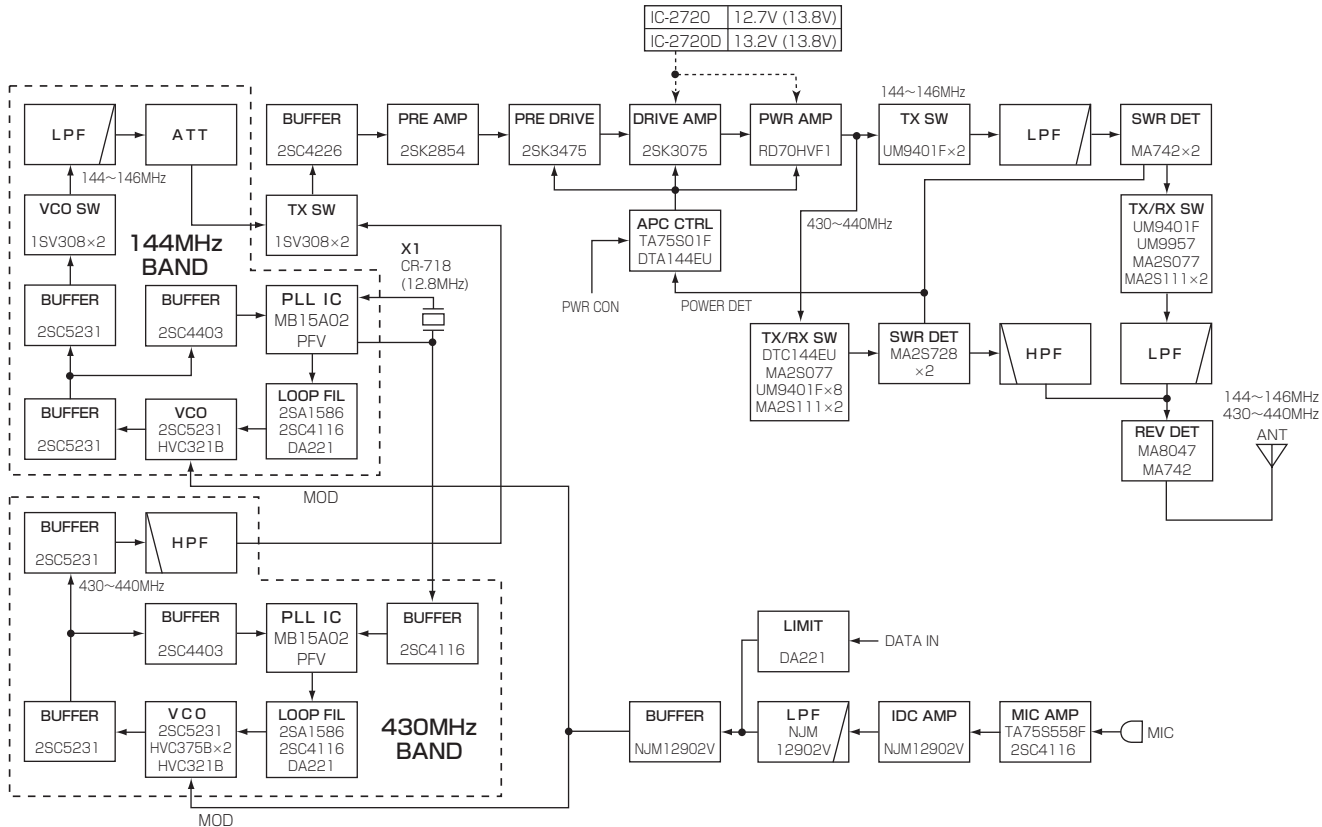 IC-2720 12.7V (13.8V)
IC-2720D 13.2V (13.8V)
LPF
ATT
144~146MHz
VCO SW
1SV308×2
144MHz
BAND
BUFFER
2SC5231
BUFFER
2SC4403
PLL IC
MB15A02
PFV
X1
CR-718
(12.8MHz)
BUFFER
2SC5231
VCO
2SC5231
HVC321B
LOOP FIL
2SA1586
2SC4116
DA221
MOD
BUFFER
2SC4226
TX SW
1SV308×2
PRE AMP
2SK2854
PRE DRIVE
2SK3475
DRIVE AMP
2SK3075
PWR AMP
RD70HVF1
144~146MHz
TX SW
UM9401F×2
LPF
SWR DET
MA742×2
APC CTRL
TA75S01F
DTA144EU
PWR CON
POWER DET
430~440MHz
TX/RX SW
UM9401F
UM9957
MA2S077
MA2S111×2
TX/RX SW
DTC144EU
MA2S077
UM9401F×8
MA2S111×2
SWR DET
MA2S728
×2
HPF
LPF
REV DET
MA8047
MA742
144~146MHz
430~440MHz
ANT
BUFFER
2SC5231
HPF
430~440MHz
BUFFER
2SC4403
PLL IC
MB15A02
PFV
BUFFER
2SC4116
BUFFER
2SC5231
VCO
2SC5231
HVC375B×2
HVC321B
LOOP FIL
2SA1586
2SC4116
DA221
430MHz
BAND
MOD
LIMIT
DA221
DATA IN
BUFFER
NJM12902V
LPF
NJM
12902V
IDC AMP
NJM12902V
MIC AMP
TA75S558F
2SC4116
MIC